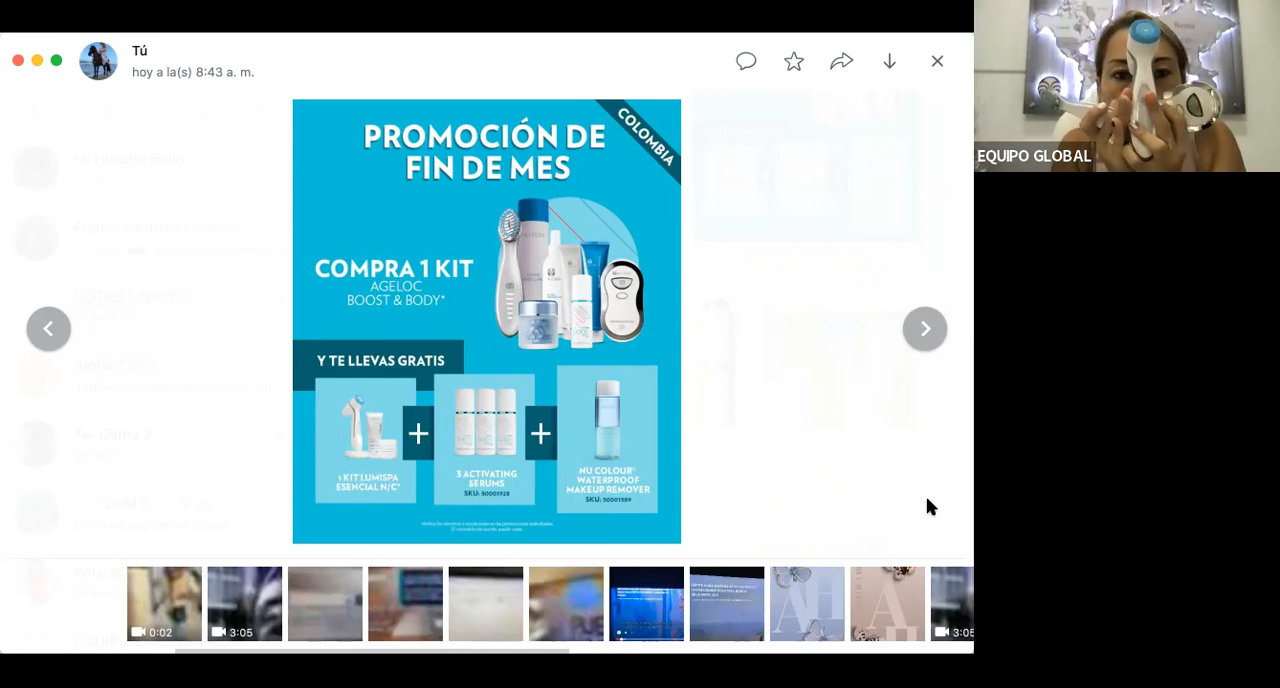 Tú
hoy a la(s) 8:43 a. m.
COLOMBIA
PROMOCIÓN DE
FIN DE MES
COMPRA 1 KIT
AGELOC
BOOST & BODY*
Y TE LLEVAS GRATIS
+
+
1 KIT LUMISPA
ESENCIAL N/C*
3 ACTIVATING
SERUMS
SKU: 50001928
NU COLOUR®
WATERPROOF
MAKEUP REMOVER
SKU: 50001589
EQUIPO GLOBAL
0:02
3:05
3:05